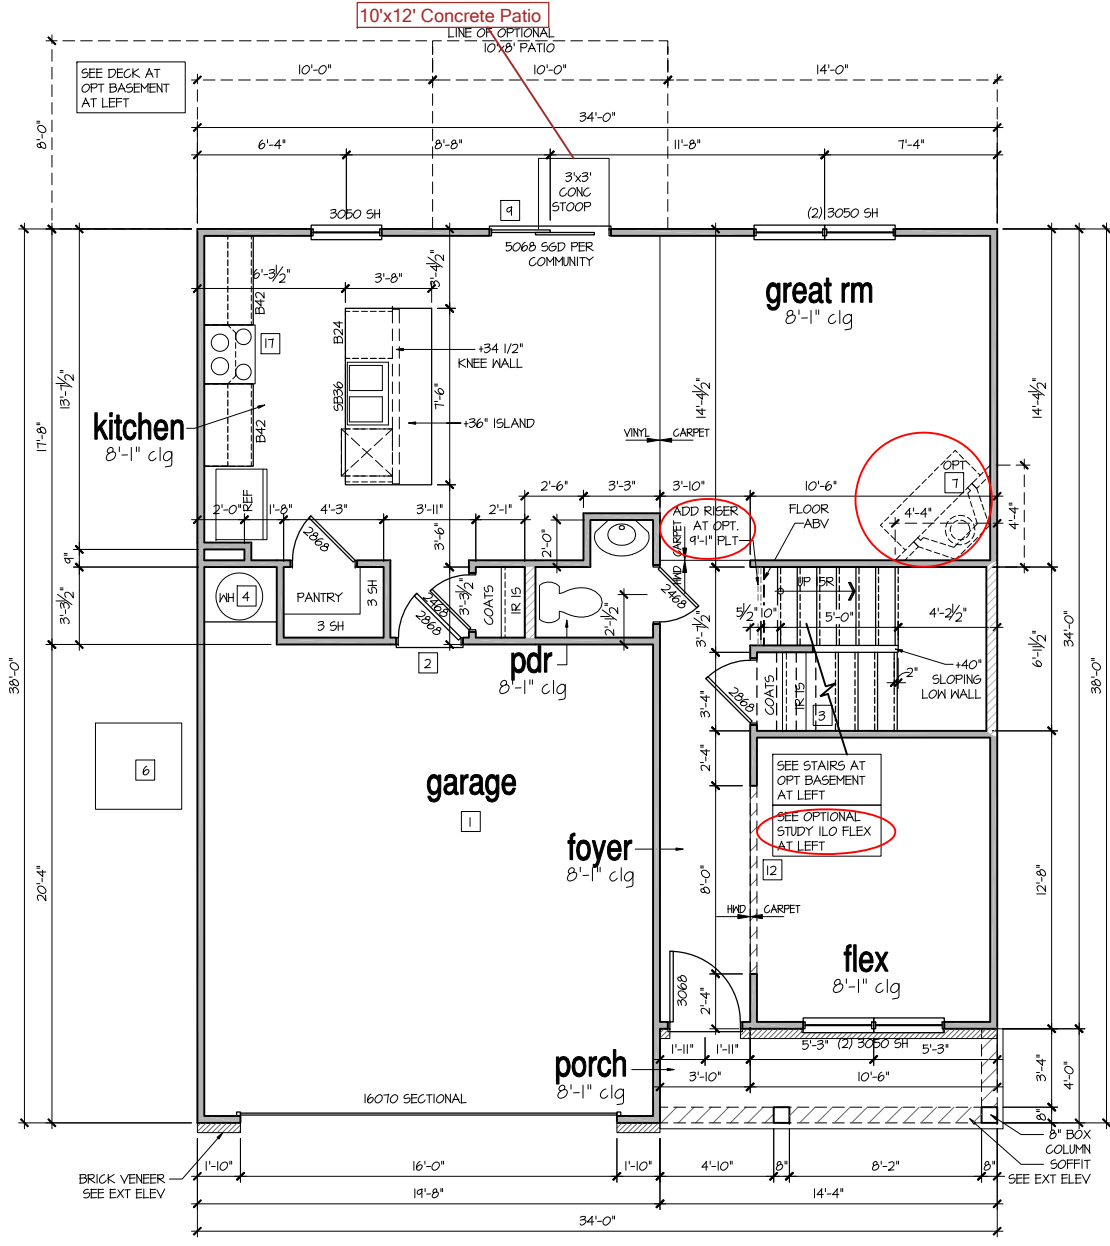 10'x12' Concrete Patio
LINE OF OPTIONAL
10'x8' PATIO
SEE DECK AT
OPT BASEMENT
AT LEFT
10'-0"
10'-0"
14'-0"
8'-0"
34'-0"
6'-4"
8'-8"
11'-8"
7'-4"
3'x3'
CONC
STOOP
3050 SH
9
(2) 3050 SH
5068 SGD PER
COMMUNITY
6'-3½"
3'-8"
3'-4½"
great rm
8'-1" clg
B42
B24
17
+34 1/2"
KNEE WALL
13'-7½"
SB36
7'-6"
14'-4½"
14'-4½"
kitchen
8'-1" clg
B42
+36" ISLAND
VINYL
CARPET
17'-8"
OPT
7
REF
2'-0"
1'-8"
4'-3"
3'-11"
2'-1"
2'-6"
3'-3"
3'-10"
10'-6"
ADD RISER
AT OPT.
9'-1" PLT
FLOOR
ABV
4'-4"
4'-4"
2868
3'-6"
2'-0"
CARPET
HWD
9"
WH
4
PANTRY
3 SH
3 SH
2468
2868
3'-3½"
COATS
1R 1S
2'-1½"
2468
UP 15R
3'-3½"
5½"
10"
5'-0"
4'-2½"
3'-7½"
6'-1½"
34'-0"
38'-0"
38'-0"
2
pdr
8'-1" clg
+40"
SLOPING
LOW WALL
2"
2868
COATS
1R 1S
3
3'-4"
6
garage
1
2'-4"
SEE STAIRS AT
OPT BASEMENT
AT LEFT
SEE OPTIONAL
STUDY ILO FLEX
AT LEFT
foyer
8'-1" clg
12
8'-0"
12'-8"
20'-4"
HWD
CARPET
flex
8'-1" clg
3068
2'-4"
1'-11"
1'-11"
5'-3"
(2) 3050 SH
5'-3"
porch
8'-1" clg
3'-10"
10'-6"
3'-4"
4'-0"
16070 SECTIONAL
8"
8" BOX
COLUMN
SOFFIT
SEE EXT ELEV
BRICK VENEER
SEE EXT ELEV
1'-10"
16'-0"
1'-10"
4'-10"
8"
8'-2"
8"
19'-8"
14'-4"
34'-0"